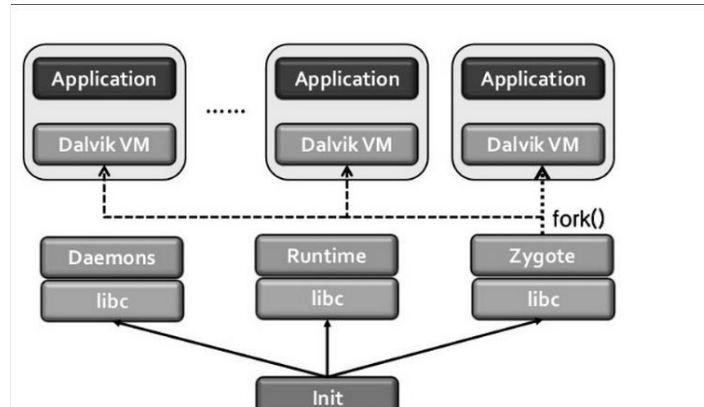 Application
Application
Application
......
Dalvik VM
Dalvik VM
Dalvik VM
fork()
Daemons
Runtime
Zygote
libc
libc
libc
Init